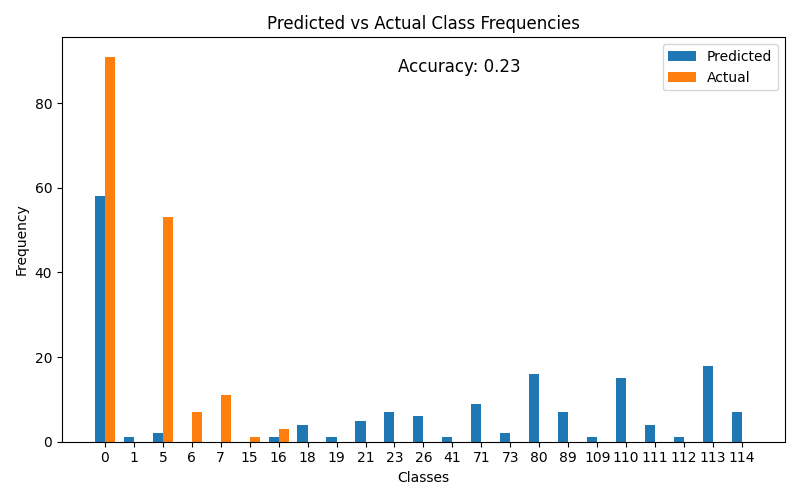 Predicted vs Actual Class Frequencies
Accuracy: 0.23
Predicted
Actual
Frequency
80
60
40
20
0
0 1 5 6 7 15 16 18 19 21 23 26 41 71 73 80 89 109 110 111 112 113 114
Classes